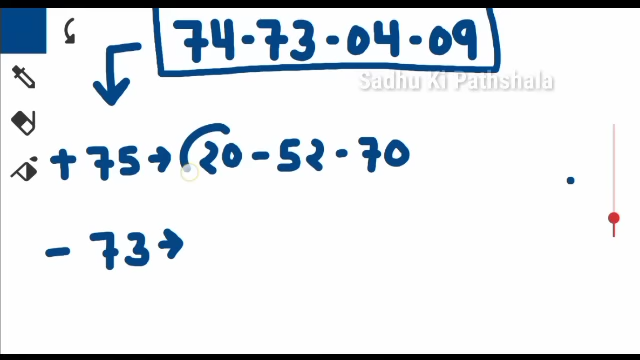 74-73-04-09
Sadhu Ki Pathshala
+ 75 → (20-52-70
- 73 →